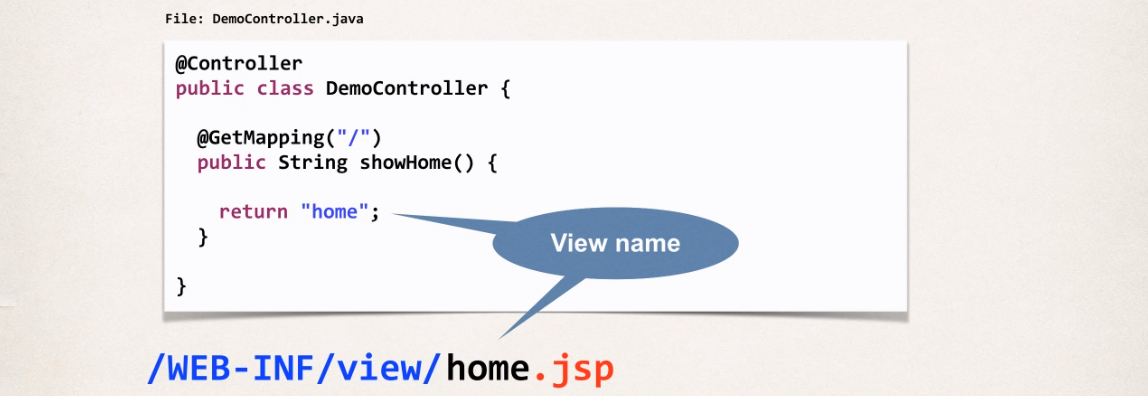 File: DemoController.java
@Controller
public class DemoController {
@GetMapping("/")
public String showHome() {
return "home";
}
View name
}
/WEB-INF/view/home.jsp